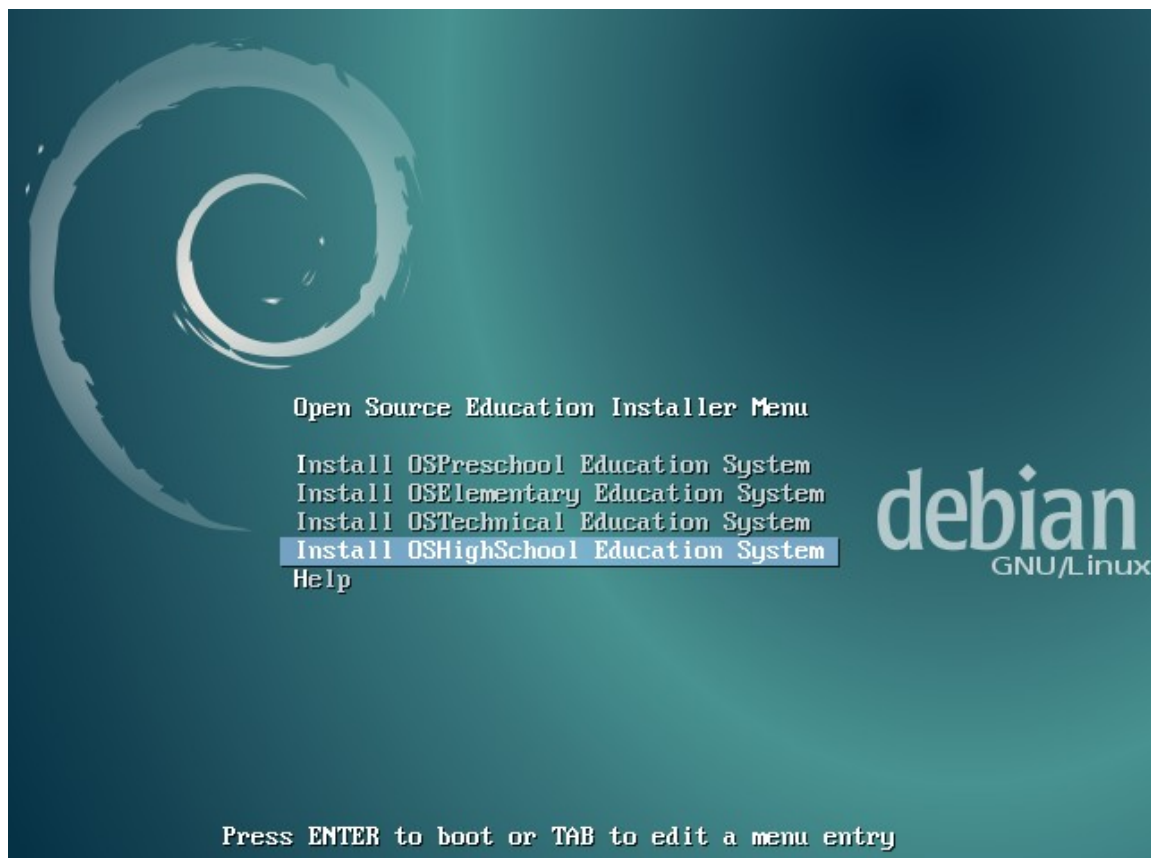 Open Source Education Installer Menu
Install OSPreschool Education System
Install OSElementary Education System
Install OSTechnical Education System
Install OSHighSchool Education System
Help
debian
GNU/Linux
Press ENTER to boot or TAB to edit a menu entry